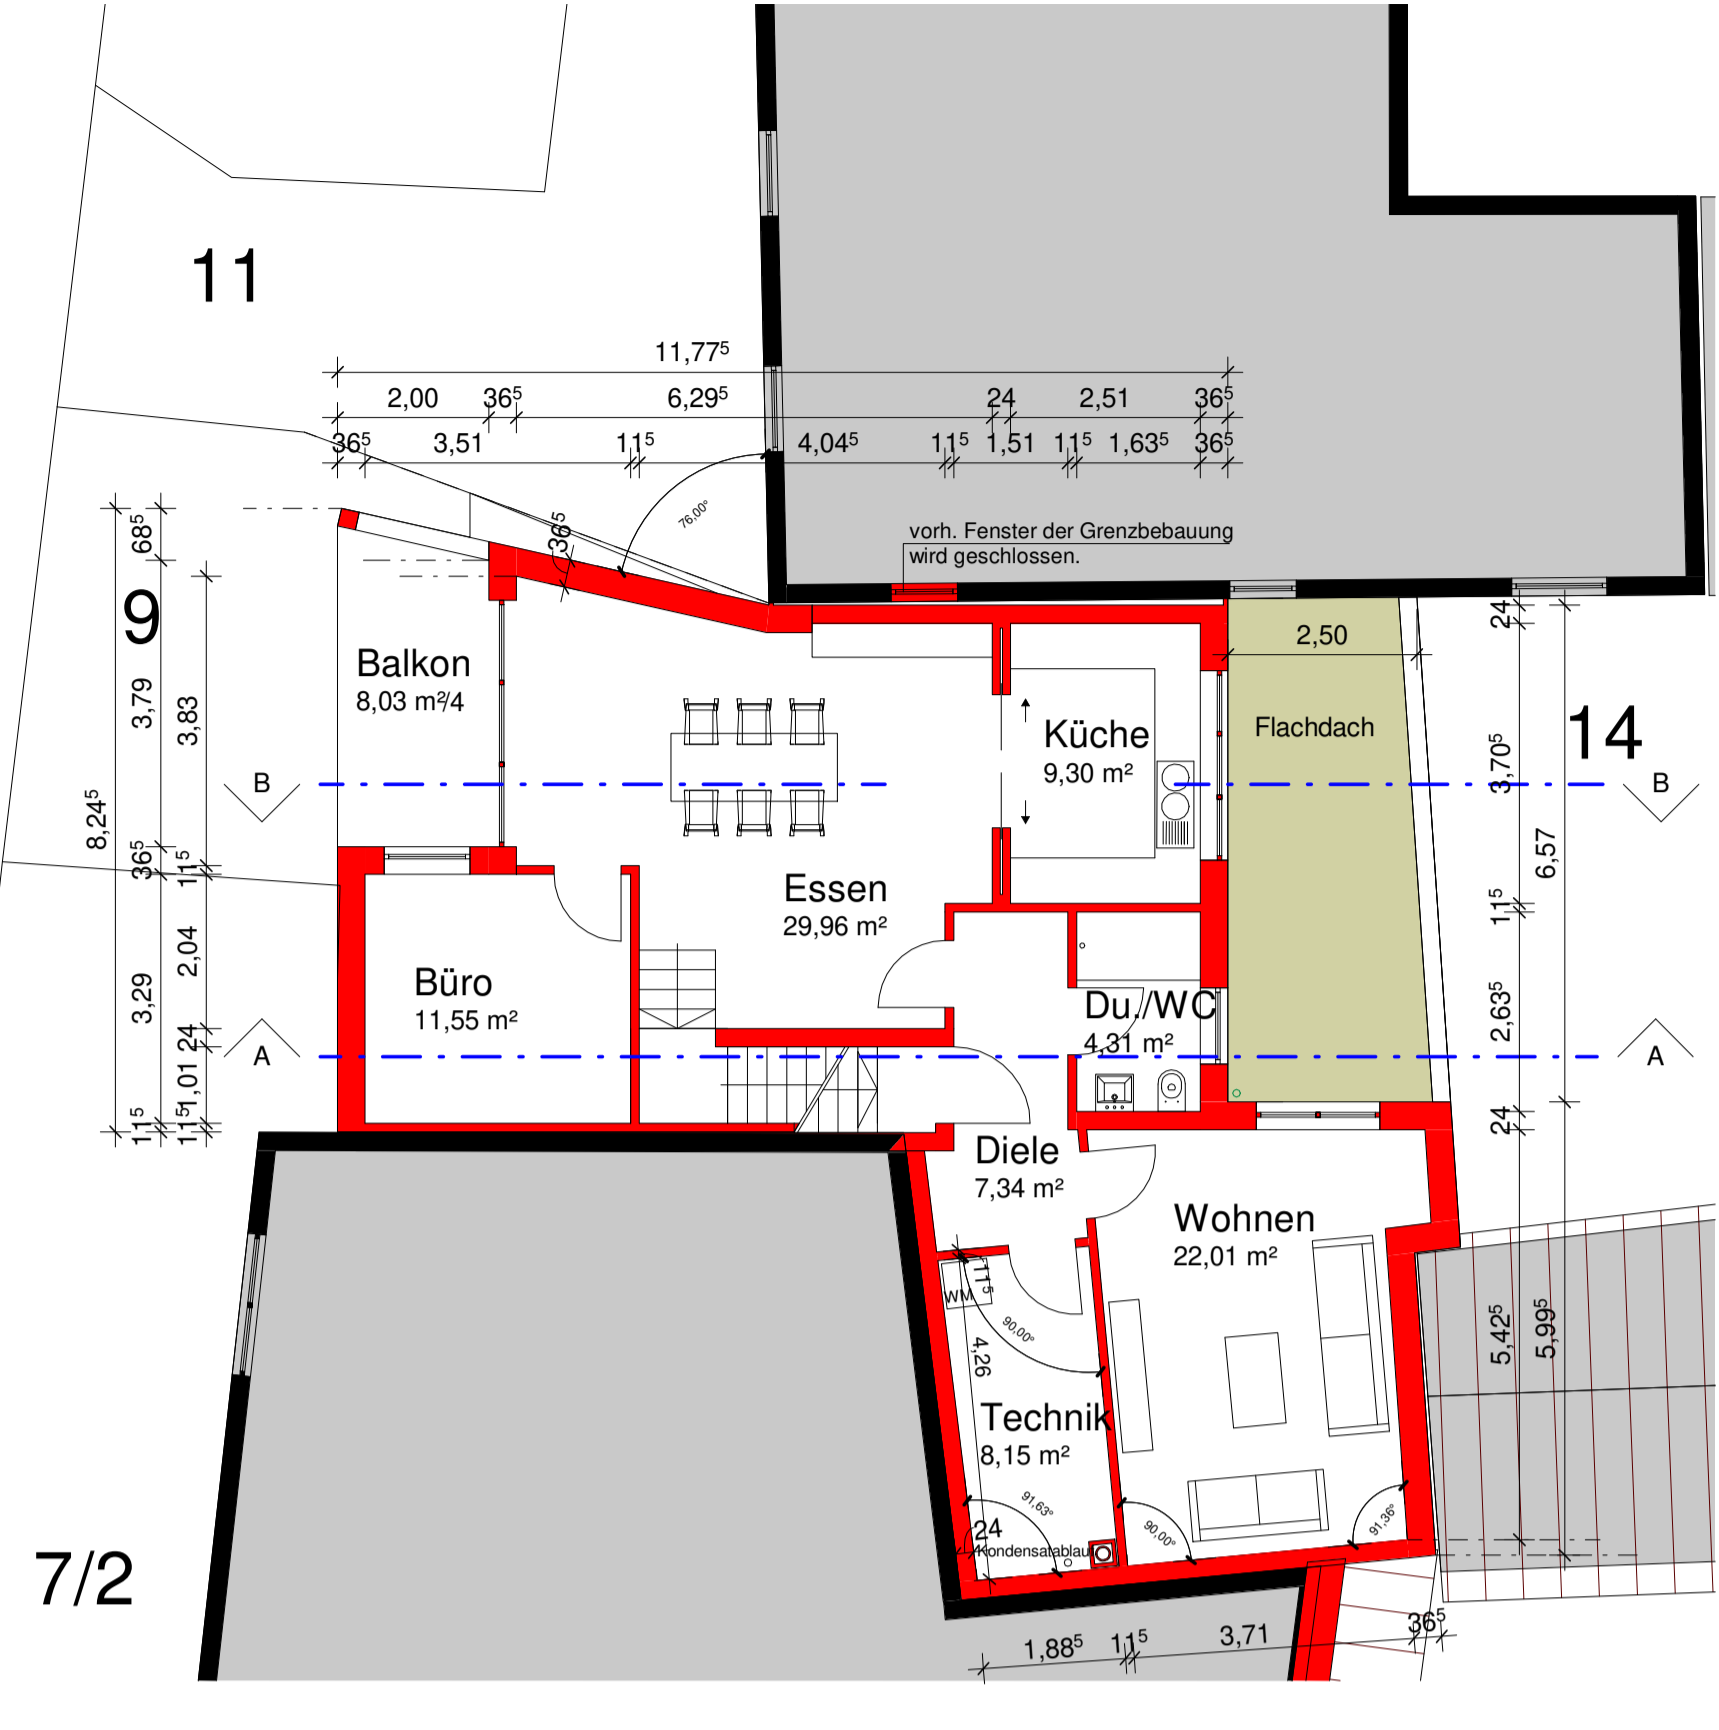 11
11,77⁵
2,00 36⁵ 6,29⁵ 24 2,51 36⁵
36⁵ 3,51 11⁵ 4,04⁵ 11⁵ 1,51 11⁵ 1,63⁵ 36⁵
76,00°
36⁵
vorh. Fenster der Grenzbebauung
wird geschlossen.
9
68⁵
3,79
36⁵
3,29
11⁵
8,24⁵
3,83
11⁵
2,04
24
1,01
11⁵
Balkon
8,03 m²/4
Küche
9,30 m²
Flachdach
2,50
14
24
3,70⁵
11⁵
2,63⁵
24
5,42⁵
6,57
5,99⁵
B
B
Essen
29,96 m²
Büro
11,55 m²
Du./WC
4,31 m²
A
A
Diele
7,34 m²
Wohnen
22,01 m²
WM
11⁵
90,00°
4,26
Technik
8,15 m²
91,63°
24
Kondensatablauf
90,00°
91,36°
7/2
1,88⁵ 11⁵ 3,71 36⁵